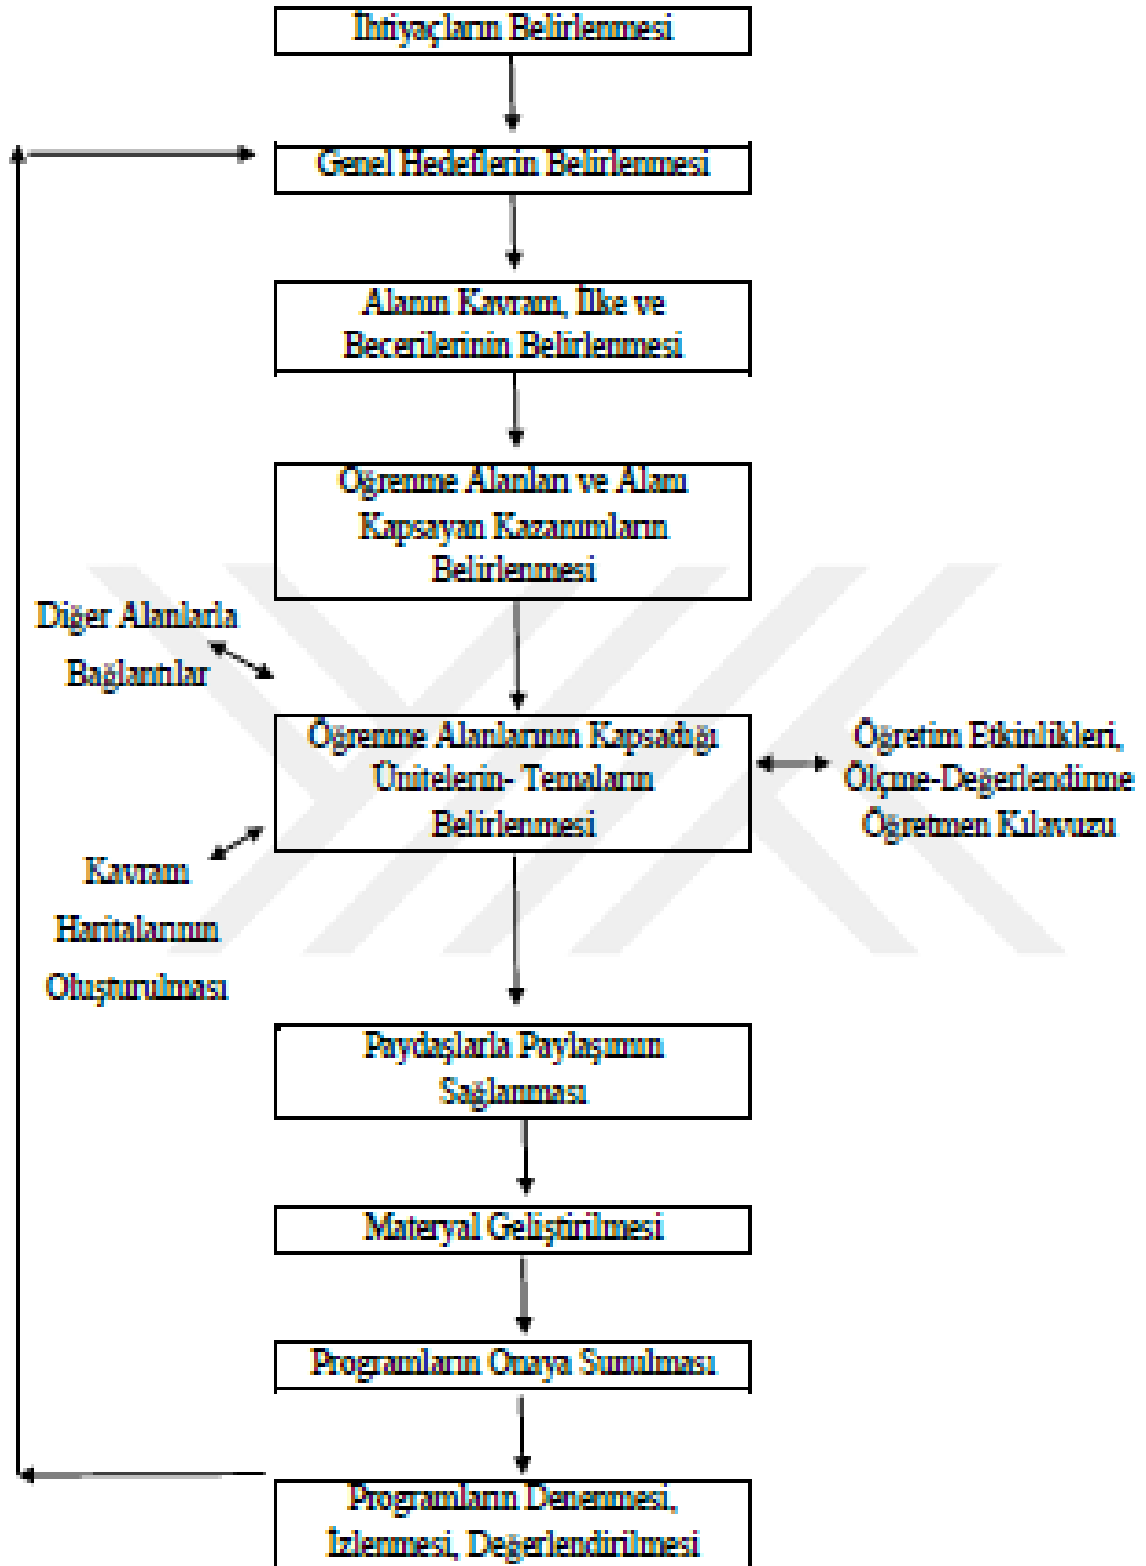 İhtiyaçların Belirlenmesi
Genel Hedeflerin Belirlenmesi
Alanın Kavram, İlke ve
Becerilerinin Belirlenmesi
Öğrenme Alanları ve Alanı
Kapsayan Kazanımların
Belirlenmesi
Diğer Alanlarla
Bağlantılar
Öğrenme Alanlarının Kapsadığı
Ünitelerin- Temaların
Belirlenmesi
Öğretim Etkinlikleri,
Ölçme-Değerlendirme
Öğretmen Kılavuzu
Kavram
Haritalarının
Oluşturulması
Paydaşlarla Paylaşımın
Sağlanması
Materyal Geliştirilmesi
Programların Onaya Sunulması
Programların Denenmesi,
İzlenmesi, Değerlendirilmesi